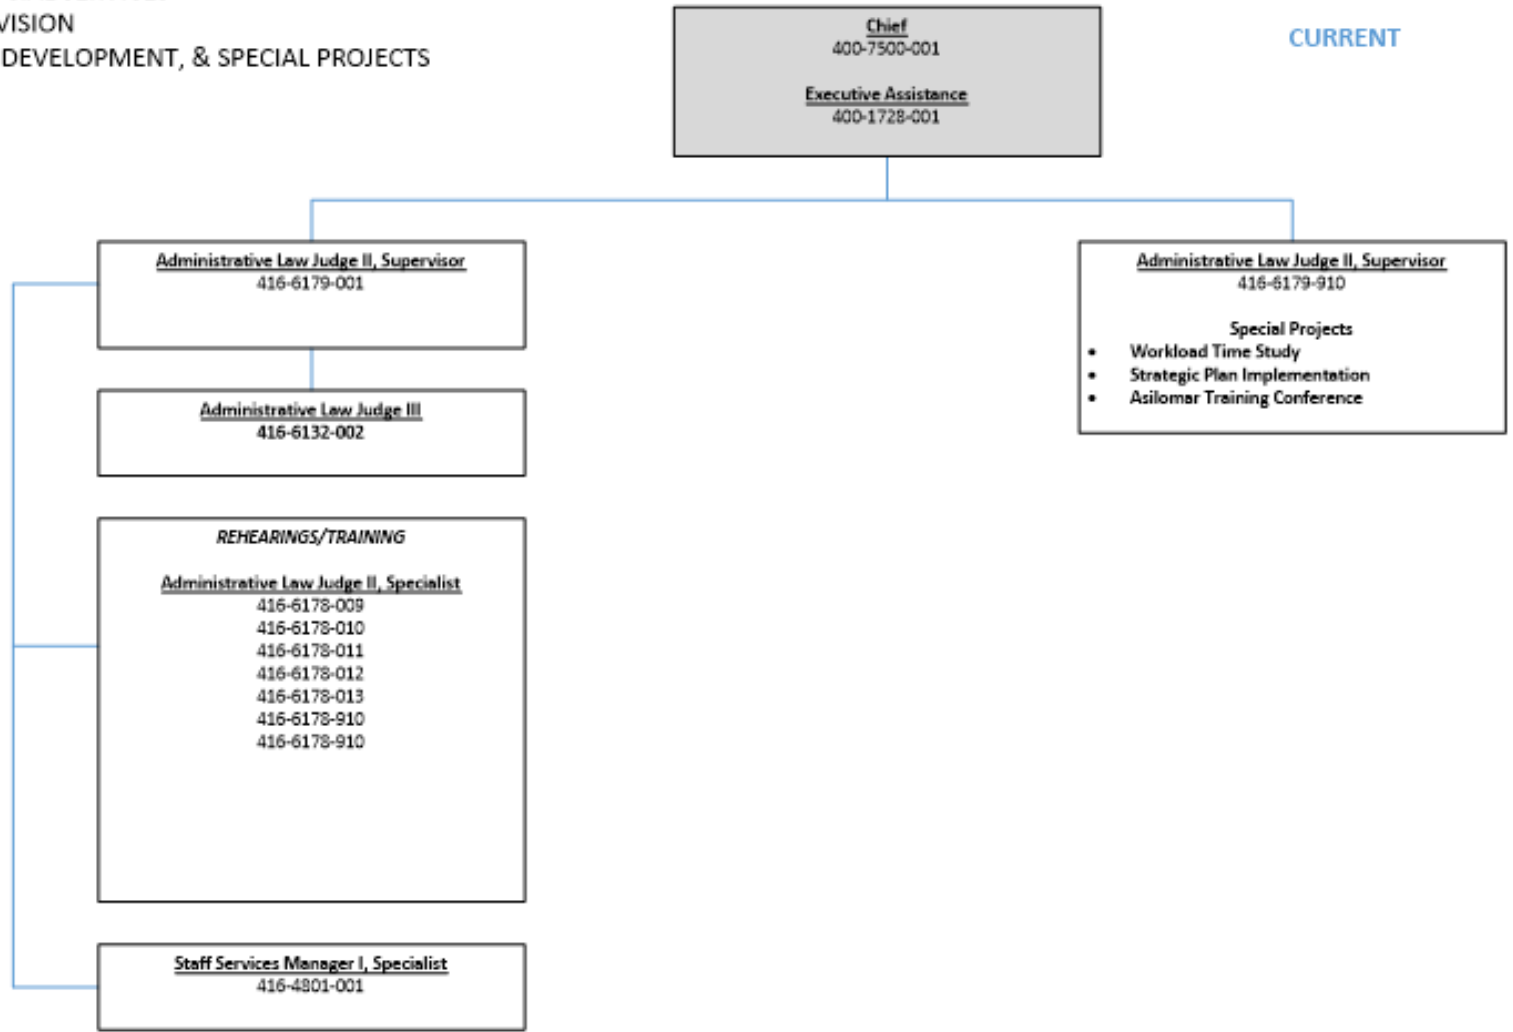 VISION
DEVELOPMENT, & SPECIAL PROJECTS
CURRENT
Chief
400-7500-001
Executive Assistance
400-1728-001
Administrative Law Judge II, Supervisor
416-6179-001
Administrative Law Judge III
416-6132-002
REHEARINGS/TRAINING
Administrative Law Judge II, Specialist
416-6178-009
416-6178-010
416-6178-011
416-6178-012
416-6178-013
416-6178-910
416-6178-910
Staff Services Manager I, Specialist
416-4801-001
Administrative Law Judge II, Supervisor
416-6179-910
Special Projects
• Workload Time Study
• Strategic Plan Implementation
• Asilomar Training Conference